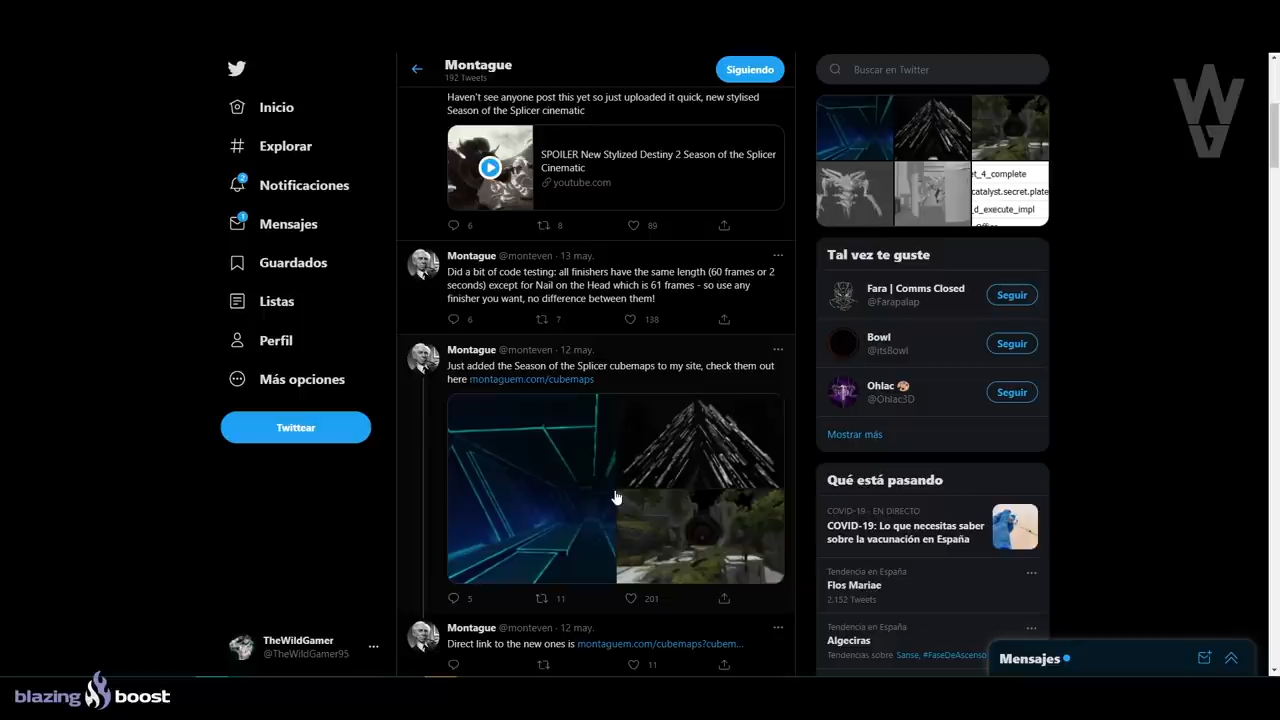 Montague
192 Tweets
Siguiendo
Buscar en Twitter
Inicio
Explorar
2
Notificaciones
1
Mensajes
Guardados
Listas
Perfil
Más opciones
Twittear
TheWildGamer
@TheWildGamer95
Haven't see anyone post this yet so just uploaded it quick, new stylised
Season of the Splicer cinematic
SPOILER New Stylized Destiny 2 Season of the Splicer
Cinematic
youtube.com
6 8 89
Montague @monteven · 13 may.
Did a bit of code testing: all finishers have the same length (60 frames or 2
seconds) except for Nail on the Head which is 61 frames - so use any
finisher you want, no difference between them!
6 7 138
Montague @monteven · 12 may.
Just added the Season of the Splicer cubemaps to my site, check them out
here montaguem.com/cubemaps
5 11 201
Montague @monteven · 12 may.
Direct link to the new ones is montaguem.com/cubemaps?cubem...
11
et_4_complete
catalyst.secret.plate
_d_execute_impl
Tal vez te guste
Fara | Comms Closed
@Farapalap
Seguir
Bowl
@itsBowl
Seguir
Ohlac
@Ohlac3D
Seguir
Mostrar más
Qué está pasando
COVID-19 · EN DIRECTO
COVID-19: Lo que necesitas saber
sobre la vacunación en España
Tendencia en España
Flos Mariae
2.152 Tweets
Tendencia en España
Algeciras
Tendencias sobre Sanse, #FaseDeAscenso
Mensajes
WG
blazing boost